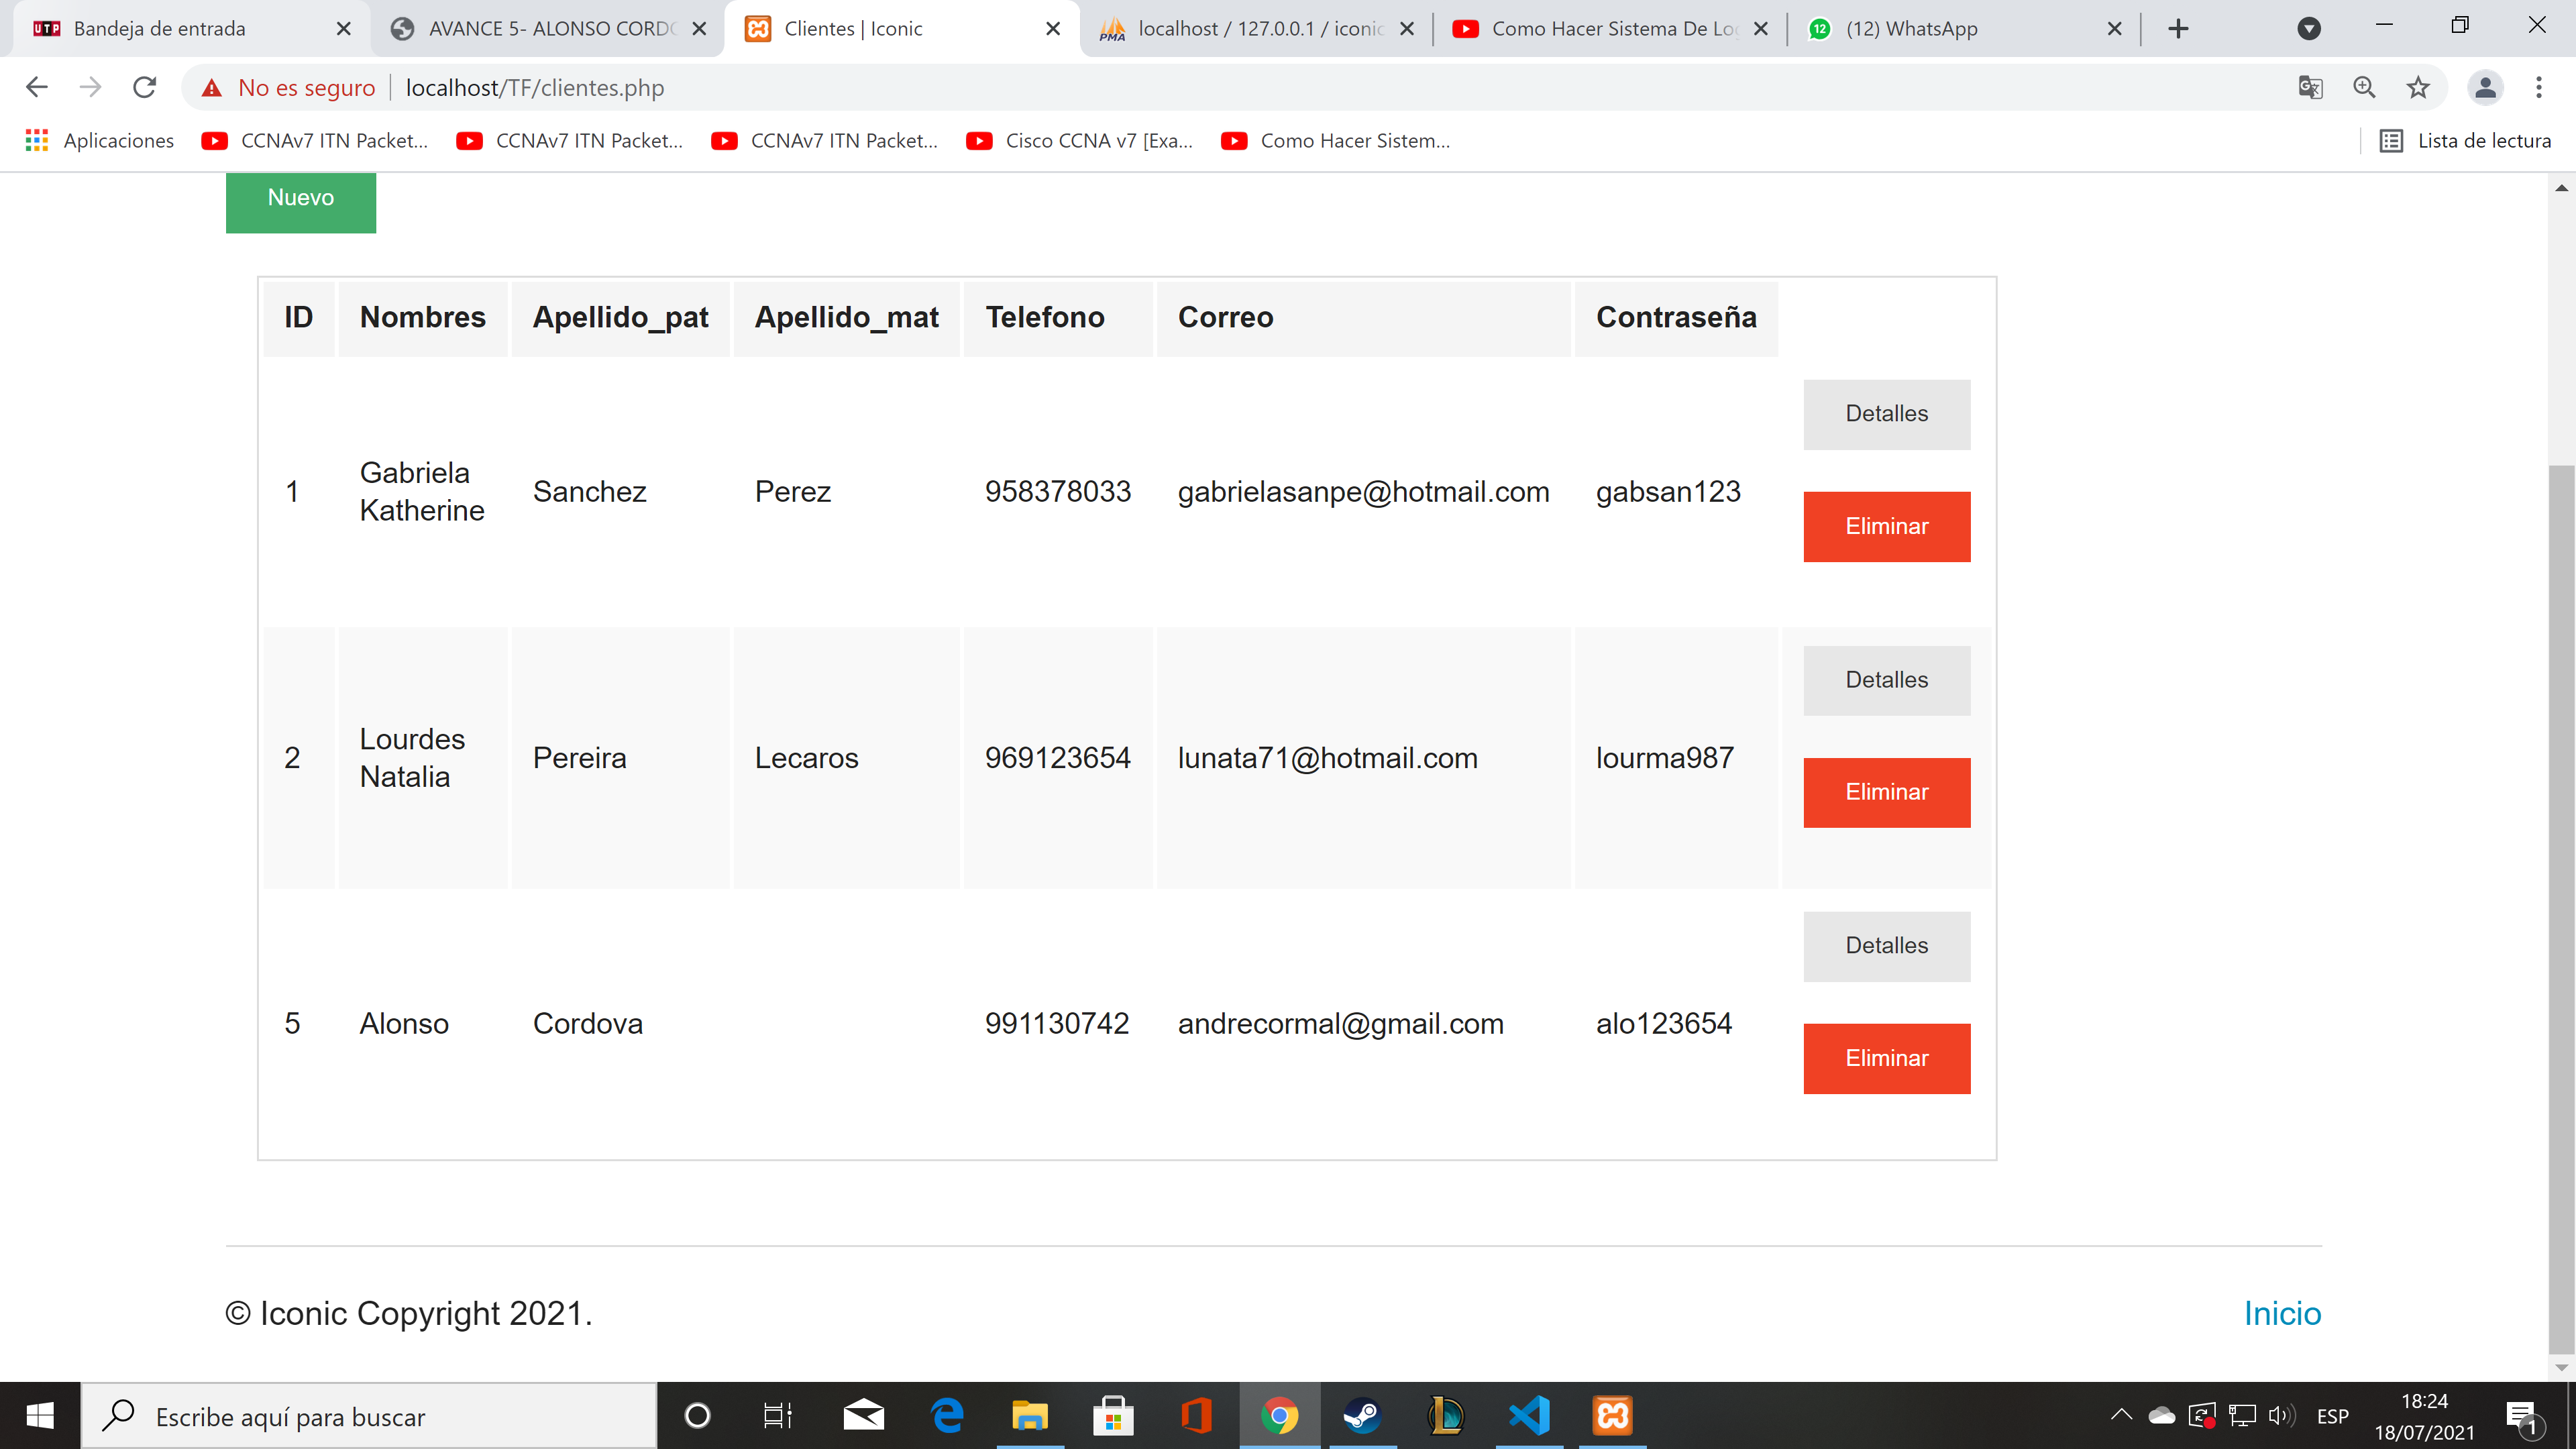 UTP Bandeja de entrada
AVANCE 5- ALONSO CORDO
Clientes | Iconic
PMA localhost / 127.0.0.1 / iconic
Como Hacer Sistema De Log
12 (12) WhatsApp
No es seguro localhost/TF/clientes.php
Aplicaciones
CCNAv7 ITN Packet...
CCNAv7 ITN Packet...
CCNAv7 ITN Packet...
Cisco CCNA v7 [Exa...
Como Hacer Sistem...
Lista de lectura
Nuevo
ID Nombres Apellido_pat Apellido_mat Telefono Correo Contraseña
1 Gabriela Katherine Sanchez Perez 958378033 gabrielasanpe@hotmail.com gabsan123
Detalles
Eliminar
2 Lourdes Natalia Pereira Lecaros 969123654 lunata71@hotmail.com lourma987
Detalles
Eliminar
5 Alonso Cordova 991130742 andrecormal@gmail.com alo123654
Detalles
Eliminar
© Iconic Copyright 2021.
Inicio
Escribe aquí para buscar
ESP
18:24
18/07/2021
1